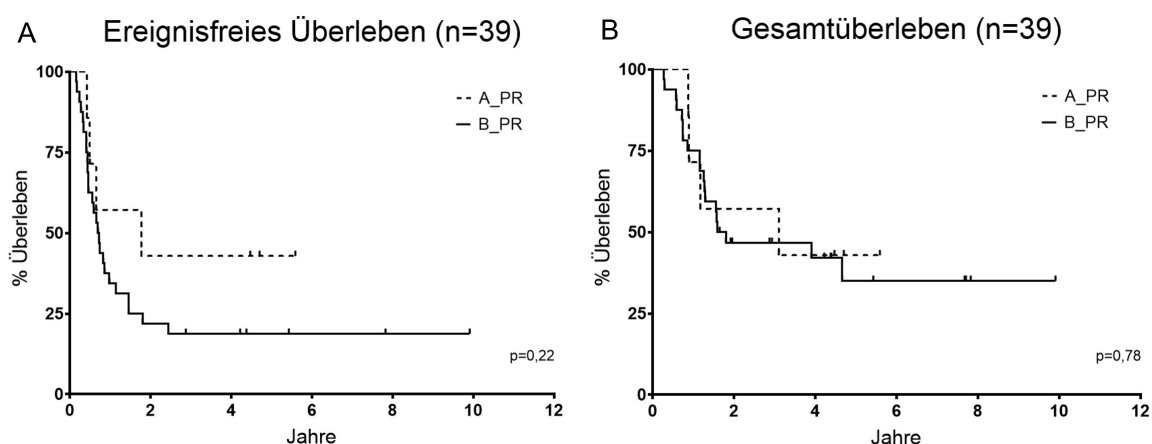 A Ereignisfreies Überleben (n=39)
100
75
50
25
0
% Überleben
A_PR
B_PR
p=0,22
0 2 4 6 8 10 12
Jahre
B Gesamtüberleben (n=39)
100
75
50
25
0
% Überleben
A_PR
B_PR
p=0,78
0 2 4 6 8 10 12
Jahre